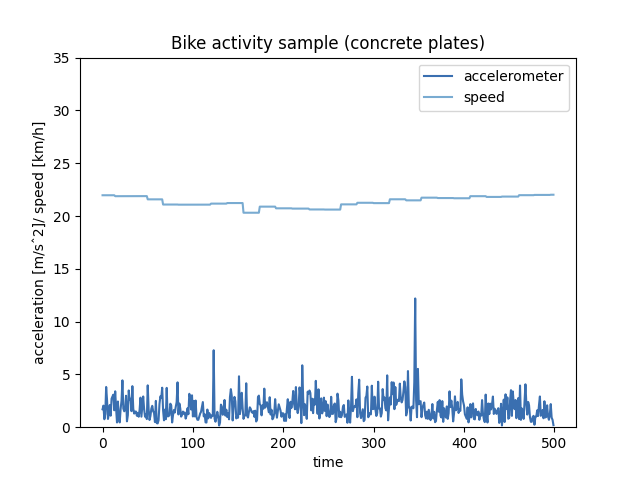 Bike activity sample (concrete plates)
accelerometer
speed
acceleration [m/sˆ2]/ speed [km/h]
35
30
25
20
15
10
5
0
0 100 200 300 400 500
time